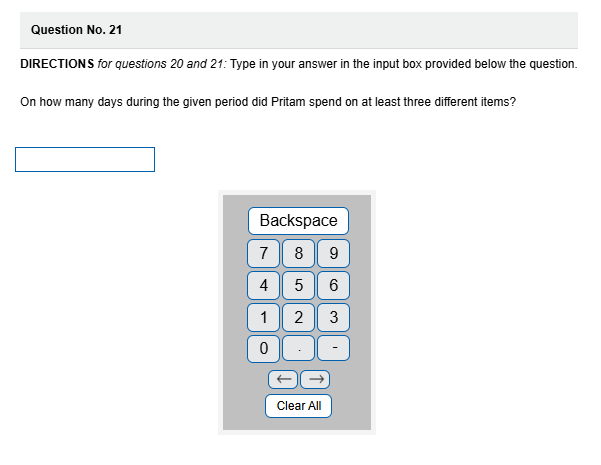 Question No. 21
DIRECTIONS for questions 20 and 21: Type in your answer in the input box provided below the question.
On how many days during the given period did Pritam spend on at least three different items?
Backspace
7 8 9
4 5 6
1 2 3
0 . -
← →
Clear All